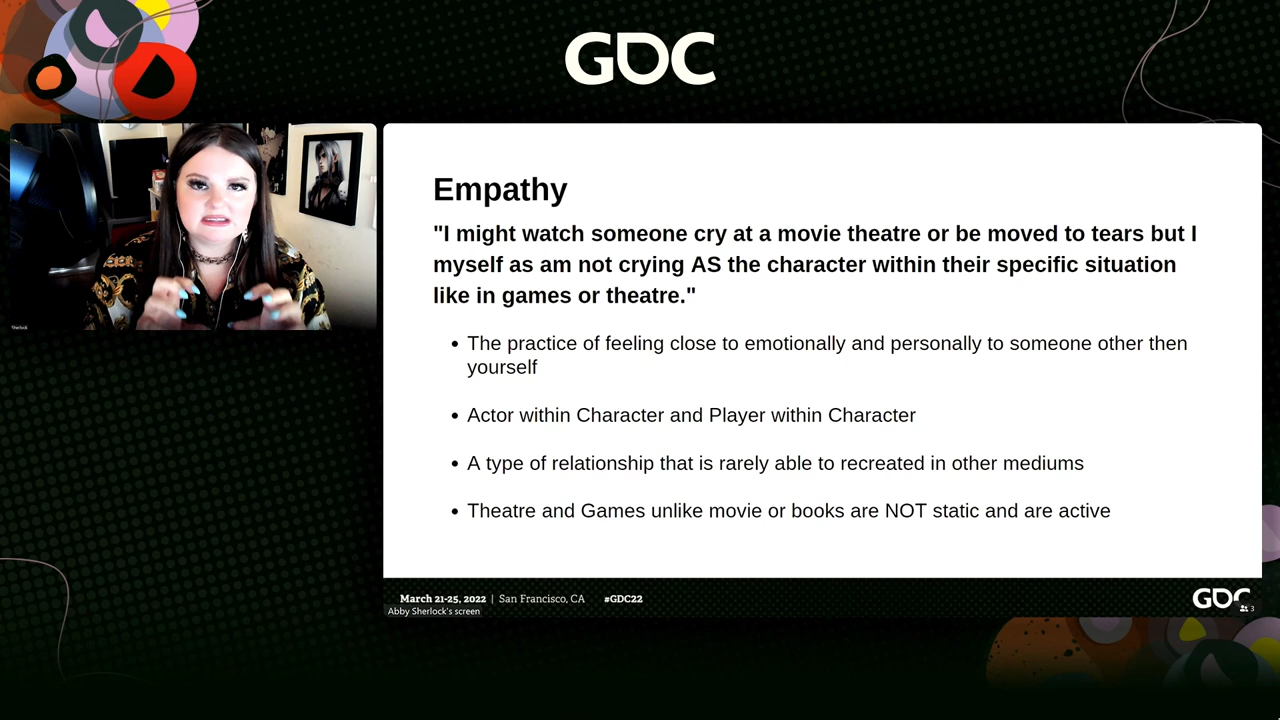 GDC
Sherlock
Empathy
"I might watch someone cry at a movie theatre or be moved to tears but I
myself as am not crying AS the character within their specific situation
like in games or theatre."
• The practice of feeling close to emotionally and personally to someone other then
yourself
• Actor within Character and Player within Character
• A type of relationship that is rarely able to recreated in other mediums
• Theatre and Games unlike movie or books are NOT static and are active
March 21-25, 2022 | San Francisco, CA #GDC22
GDC
Abby Sherlock's screen
3